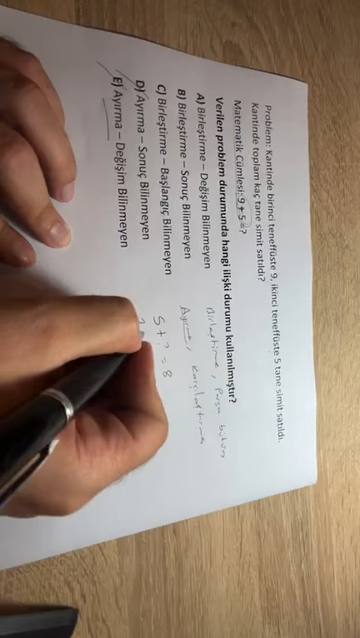 Problem: Kantinde birinci teneffüste 9, ikinci teneffüste 5 tane simit satıldı.
Kantinde toplam kaç tane simit satıldı?
Matematik Cümlesi: 9 + 5 = ?
Verilen problem durumunda hangi ilişki durumu kullanılmıştır?
A) Birleştirme – Değişim Bilinmeyen
B) Birleştirme – Sonuç Bilinmeyen
C) Birleştirme – Başlangıç Bilinmeyen
D) Ayırma – Sonuç Bilinmeyen
E) Ayırma – Değişim Bilinmeyen
Birleştirme, Parça bütün
Ayırma, Karşılaştırma
5 + ? = 8